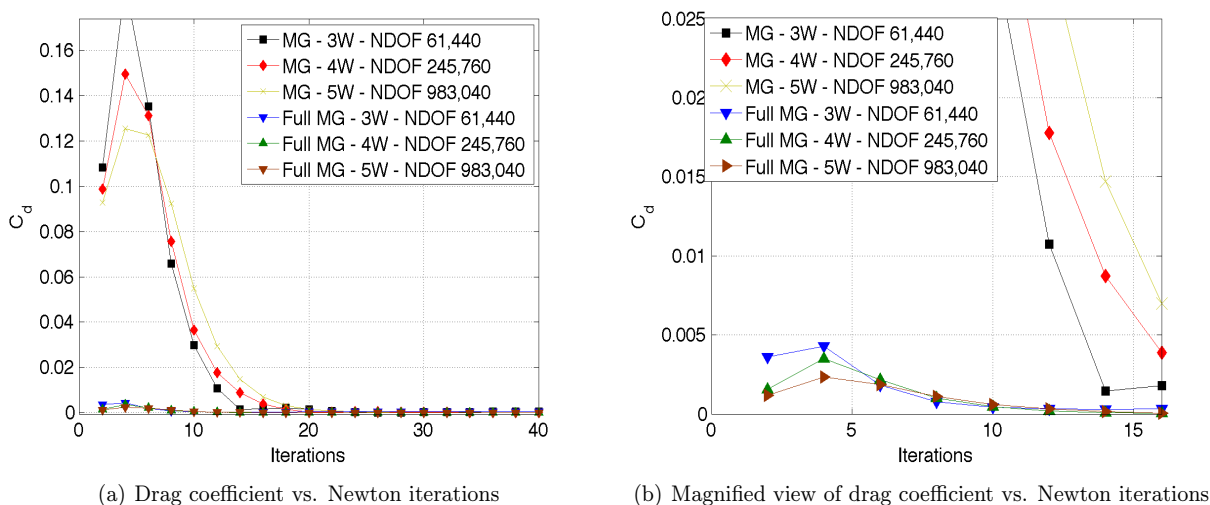 0.16
0.14
0.12
0.1
0.08
0.06
0.04
0.02
0
C_d
0
10
20
30
40
Iterations
MG - 3W - NDOF 61,440
MG - 4W - NDOF 245,760
MG - 5W - NDOF 983,040
Full MG - 3W - NDOF 61,440
Full MG - 4W - NDOF 245,760
Full MG - 5W - NDOF 983,040
(a) Drag coefficient vs. Newton iterations
0.025
0.02
0.015
0.01
0.005
0
C_d
0
5
10
15
Iterations
MG - 3W - NDOF 61,440
MG - 4W - NDOF 245,760
MG - 5W - NDOF 983,040
Full MG - 3W - NDOF 61,440
Full MG - 4W - NDOF 245,760
Full MG - 5W - NDOF 983,040
(b) Magnified view of drag coefficient vs. Newton iterations